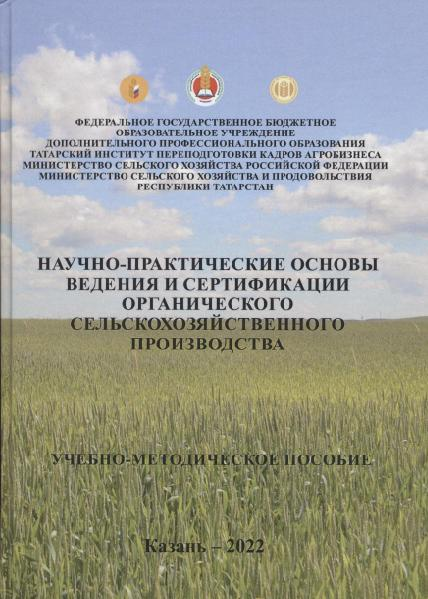 ФЕДЕРАЛЬНОЕ ГОСУДАРСТВЕННОЕ БЮДЖЕТНОЕ
ОБРАЗОВАТЕЛЬНОЕ УЧРЕЖДЕНИЕ
ДОПОЛНИТЕЛЬНОГО ПРОФЕССИОНАЛЬНОГО ОБРАЗОВАНИЯ
ТАТАРСКИЙ ИНСТИТУТ ПЕРЕПОДГОТОВКИ КАДРОВ АГРОБИЗНЕСА
МИНИСТЕРСТВО СЕЛЬСКОГО ХОЗЯЙСТВА РОССИЙСКОЙ ФЕДЕРАЦИИ
МИНИСТЕРСТВО СЕЛЬСКОГО ХОЗЯЙСТВА И ПРОДОВОЛЬСТВИЯ
РЕСПУБЛИКИ ТАТАРСТАН
НАУЧНО-ПРАКТИЧЕСКИЕ ОСНОВЫ
ВЕДЕНИЯ И СЕРТИФИКАЦИИ
ОРГАНИЧЕСКОГО
СЕЛЬСКОХОЗЯЙСТВЕННОГО
ПРОИЗВОДСТВА
УЧЕБНО-МЕТОДИЧЕСКОЕ ПОСОБИЕ
Казань – 2022